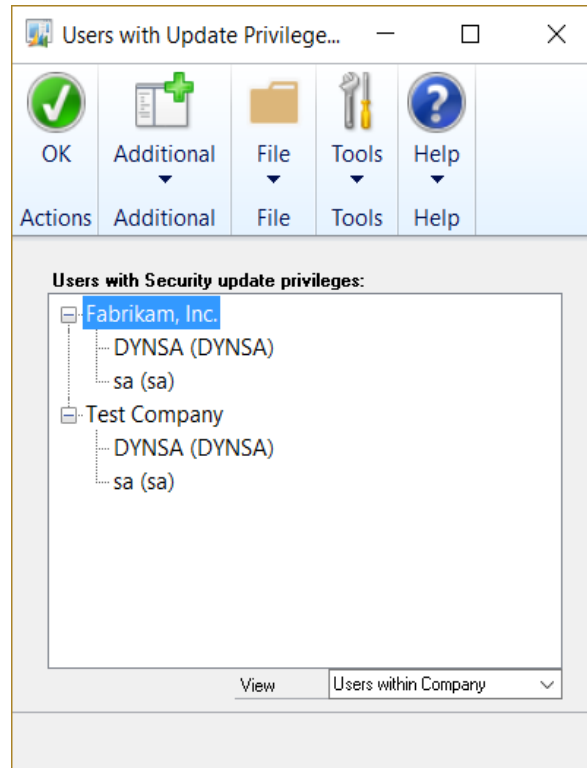 Users with Update Privilege...
OK Additional File Tools Help
Actions Additional File Tools Help
Users with Security update privileges:
Fabrikam, Inc.
DYNSA (DYNSA)
sa (sa)
Test Company
DYNSA (DYNSA)
sa (sa)
View Users within Company